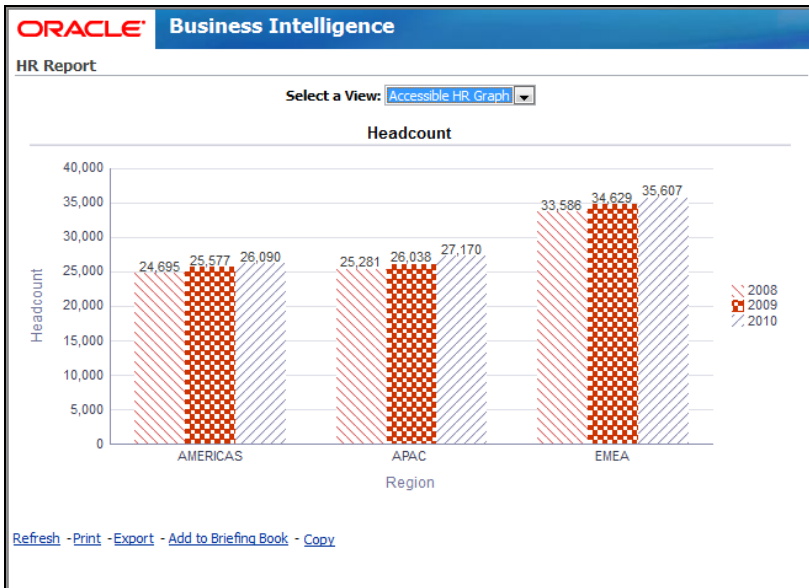 ORACLE® Business Intelligence
HR Report
Select a View: Accessible HR Graph
Headcount
40,000
35,000
30,000
25,000
20,000
15,000
10,000
5,000
0
Headcount
24,695 25,577 26,090
25,281 26,038 27,170
33,586 34,629 35,607
AMERICAS APAC EMEA
Region
2008
2009
2010
Refresh - Print - Export - Add to Briefing Book - Copy